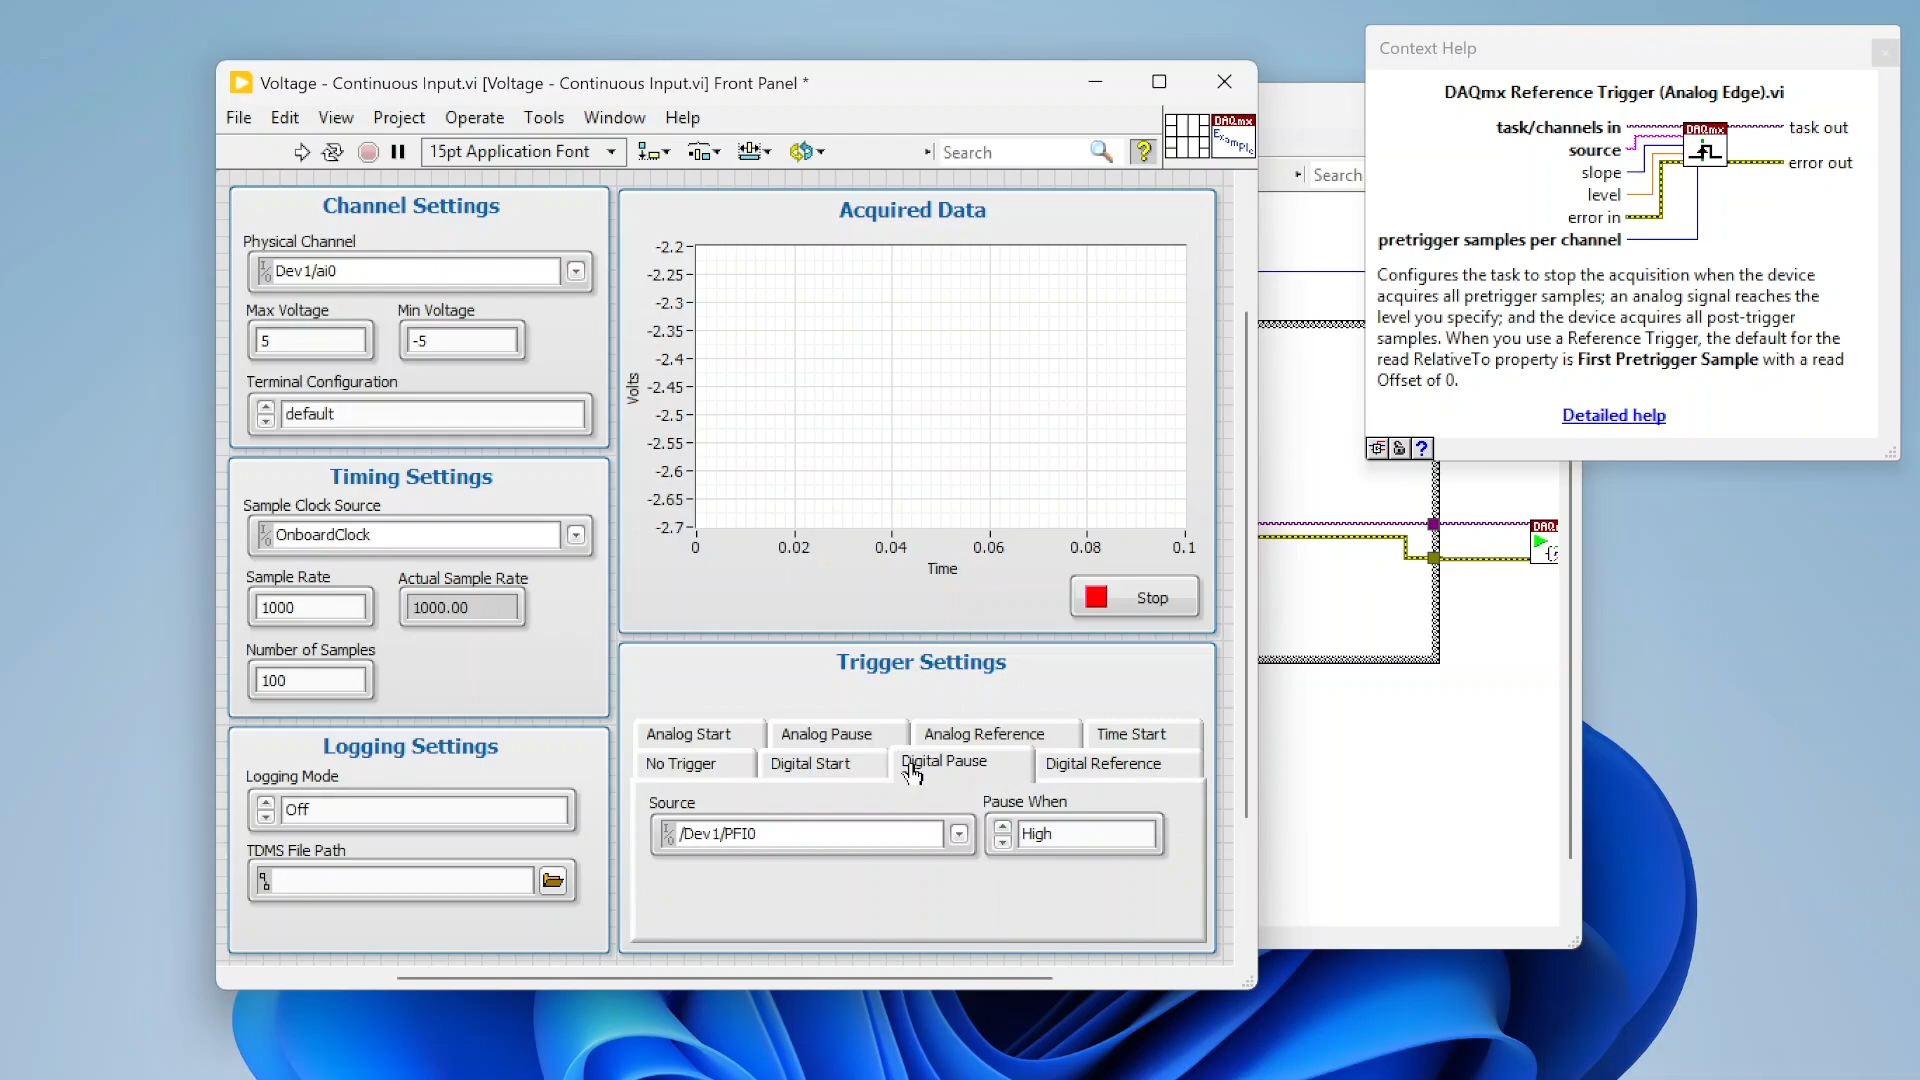 Voltage - Continuous Input.vi [Voltage - Continuous Input.vi] Front Panel *
File Edit View Project Operate Tools Window Help
15pt Application Font
Search
DAQmx
Example
Channel Settings
Physical Channel
Dev1/ai0
Max Voltage Min Voltage
5 -5
Terminal Configuration
default
Timing Settings
Sample Clock Source
OnboardClock
Sample Rate Actual Sample Rate
1000 1000.00
Number of Samples
100
Logging Settings
Logging Mode
Off
TDMS File Path
Acquired Data
-2.2
-2.25
-2.3
-2.35
-2.4
-2.45
-2.5
-2.55
-2.6
-2.65
-2.7
Volts
0 0.02 0.04 0.06 0.08 0.1
Time
Stop
Trigger Settings
Analog Start Analog Pause Analog Reference Time Start
No Trigger Digital Start Digital Pause Digital Reference
Source Pause When
/Dev1/PFI0 High
Search
Context Help
DAQmx Reference Trigger (Analog Edge).vi
task/channels in DAQmx task out
source
error out
slope
level
error in
pretrigger samples per channel
Configures the task to stop the acquisition when the device
acquires all pretrigger samples; an analog signal reaches the
level you specify; and the device acquires all post-trigger
samples. When you use a Reference Trigger, the default for the
read RelativeTo property is First Pretrigger Sample with a read
Offset of 0.
Detailed help